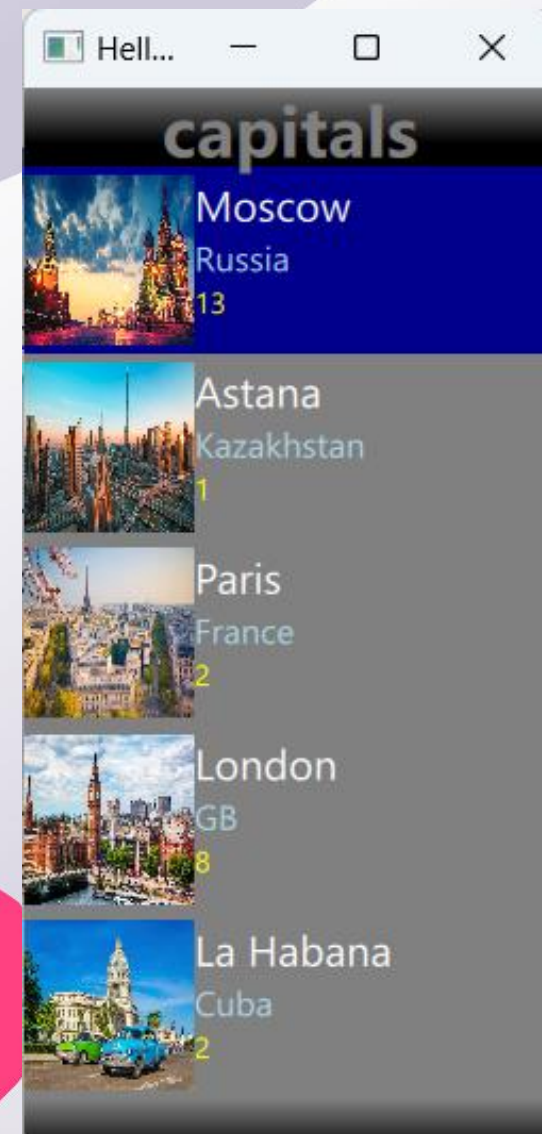 Hell...
capitals
Moscow
Russia
13
Astana
Kazakhstan
1
Paris
France
2
London
GB
8
La Habana
Cuba
2